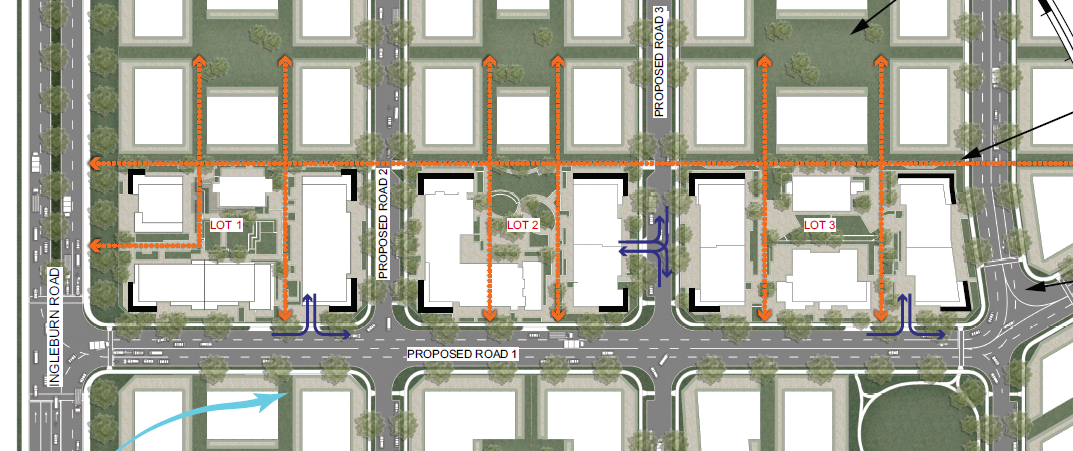 PROPOSED ROAD 3
PROPOSED ROAD 2
LOT 1
LOT 2
LOT 3
INGLEBURN ROAD
PROPOSED ROAD 1